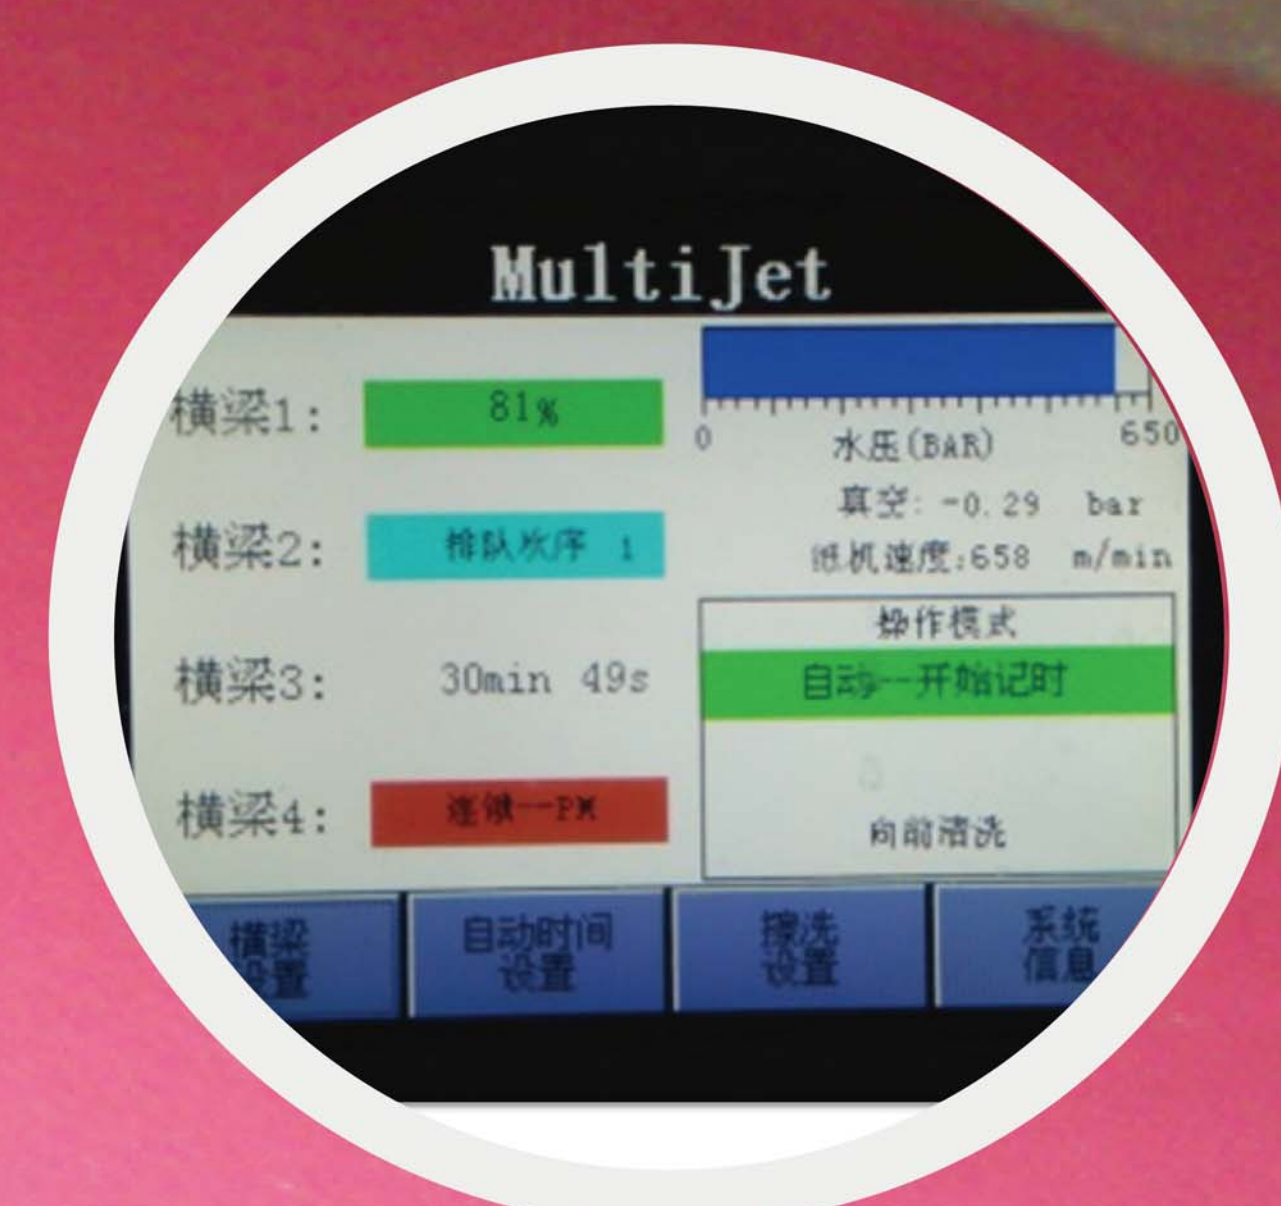 MultiJet
横梁1: 81%
0 650
水压(BAR)
真空: -0.29 bar
纸机速度:658 m/min
横梁2: 排队次序 1
操作模式
自动--开始记时
横梁3: 30min 49s
横梁4: 连锁--PM
向前清洗
横梁
设置
自动时间
设置
擦洗
设置
系统
信息